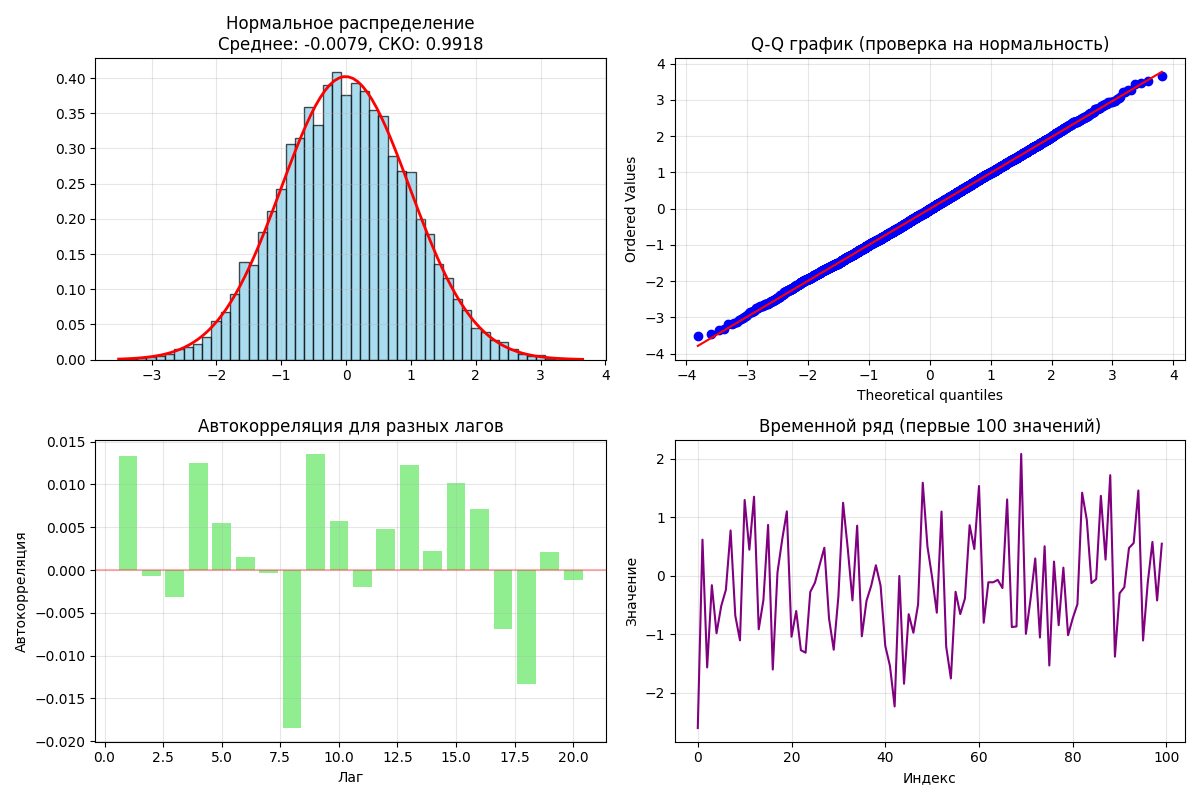 Нормальное распределение
Среднее: -0.0079, СКО: 0.9918
0.40
0.35
0.30
0.25
0.20
0.15
0.10
0.05
0.00
−3 −2 −1 0 1 2 3 4
Q-Q график (проверка на нормальность)
Ordered Values
4
3
2
1
0
−1
−2
−3
−4
−4 −3 −2 −1 0 1 2 3 4
Theoretical quantiles
Автокорреляция для разных лагов
Автокорреляция
0.015
0.010
0.005
0.000
−0.005
−0.010
−0.015
−0.020
0.0 2.5 5.0 7.5 10.0 12.5 15.0 17.5 20.0
Лаг
Временной ряд (первые 100 значений)
Значение
2
1
0
−1
−2
0 20 40 60 80 100
Индекс